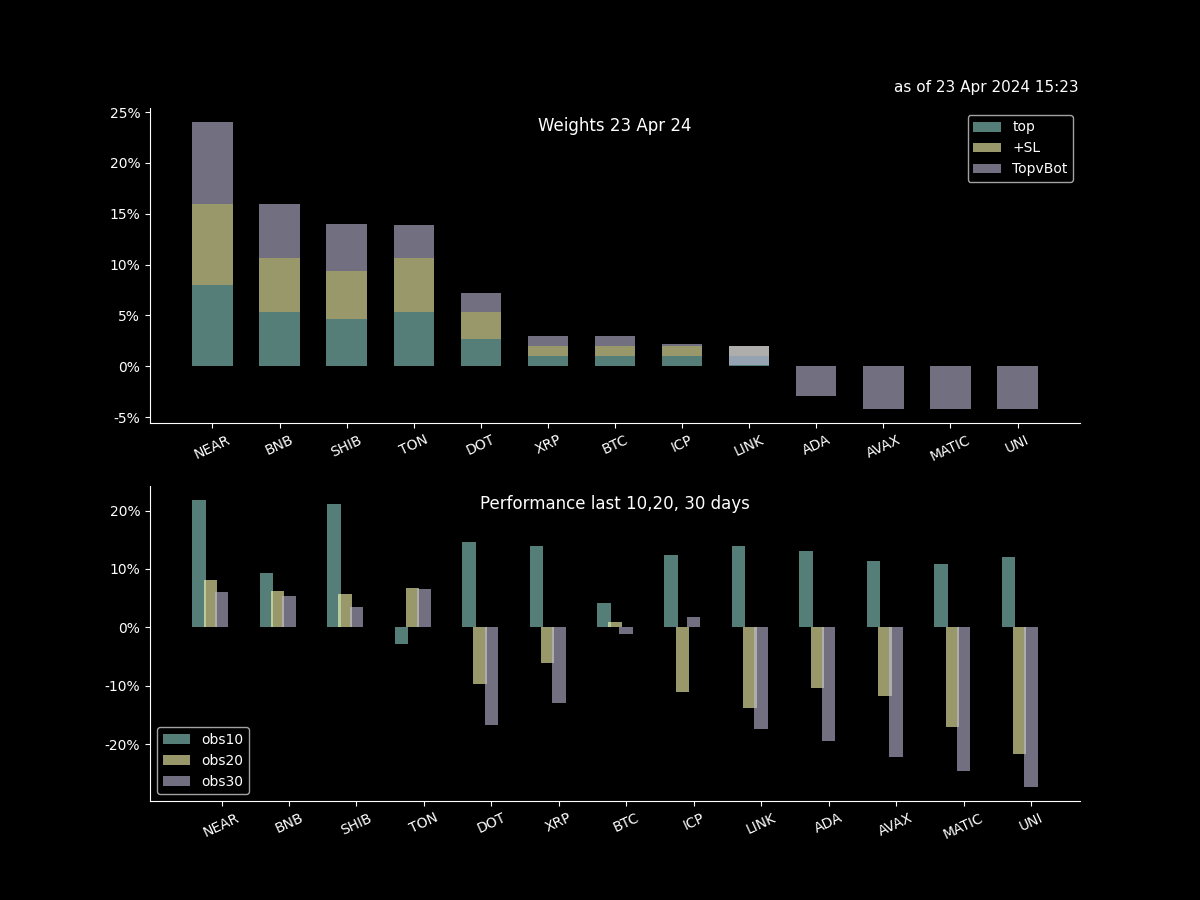 as of 23 Apr 2024 15:23
Weights 23 Apr 24
25%
20%
15%
10%
5%
0%
-5%
top
+SL
TopvBot
NEAR BNB SHIB TON DOT XRP BTC ICP LINK ADA AVAX MATIC UNI
Performance last 10,20, 30 days
20%
10%
0%
-10%
-20%
obs10
obs20
obs30
NEAR BNB SHIB TON DOT XRP BTC ICP LINK ADA AVAX MATIC UNI